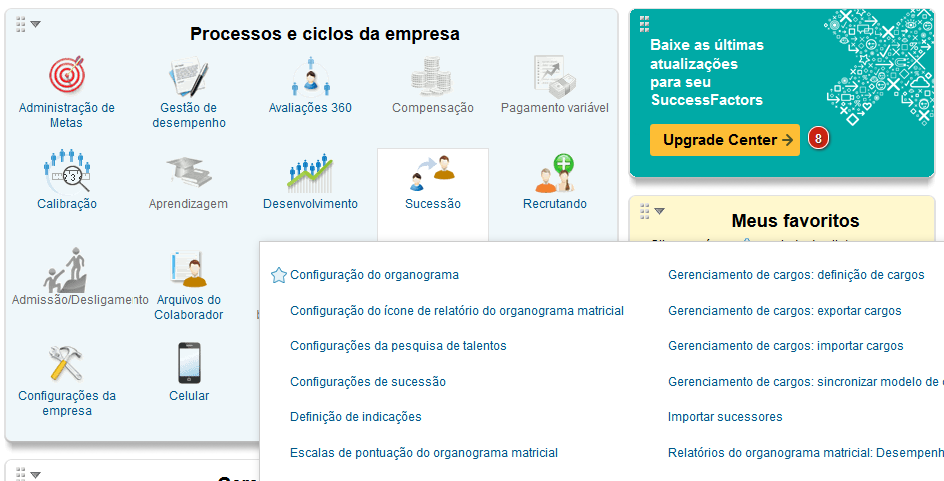 Processos e ciclos da empresa
Administração de
Metas
Gestão de
desempenho
Avaliações 360
Compensação
Pagamento variável
Calibração
Aprendizagem
Desenvolvimento
Sucessão
Recrutando
Admissão/Desligamento
Arquivos do
Colaborador
Configurações da
empresa
Celular
Baixe as últimas
atualizações
para seu
SuccessFactors
Upgrade Center
8
Meus favoritos
Configuração do organograma
Configuração do ícone de relatório do organograma matricial
Configurações da pesquisa de talentos
Configurações de sucessão
Definição de indicações
Escalas de pontuação do organograma matricial
Gerenciamento de cargos: definição de cargos
Gerenciamento de cargos: exportar cargos
Gerenciamento de cargos: importar cargos
Gerenciamento de cargos: sincronizar modelo de
Importar sucessores
Relatórios do organograma matricial: Desempenh